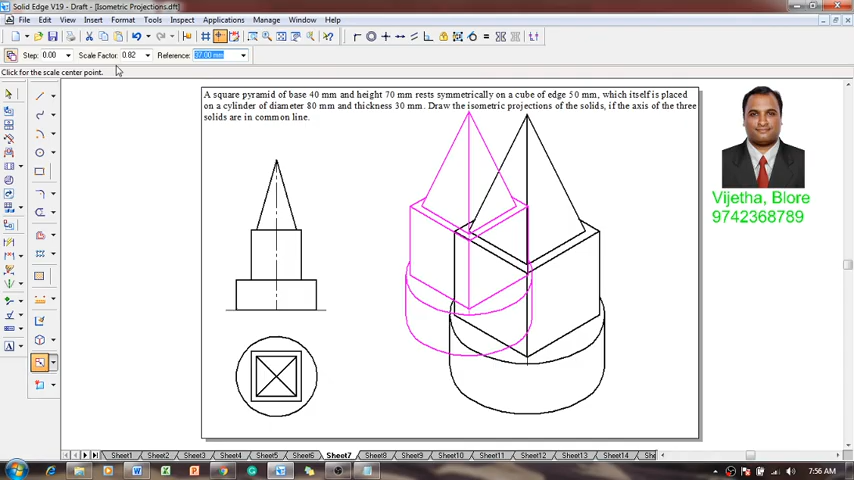 Solid Edge V19 - Draft - [Isometric Projections.dft]
File Edit View Insert Format Tools Inspect Applications Manage Window Help
Step: 0.00 Scale Factor: 0.82 Reference: 37.00 mm
Click for the scale center point.
A square pyramid of base 40 mm and height 70 mm rests symmetrically on a cube of edge 50 mm, which itself is placed
on a cylinder of diameter 80 mm and thickness 30 mm. Draw the isometric projections of the solids, if the axis of the three
solids are in common line.
Vijetha, Blore
9742368789
Sheet1 Sheet2 Sheet3 Sheet4 Sheet5 Sheet6 Sheet7 Sheet8 Sheet9 Sheet10 Sheet11 Sheet12 Sheet13 Sheet14 She
7:56 AM